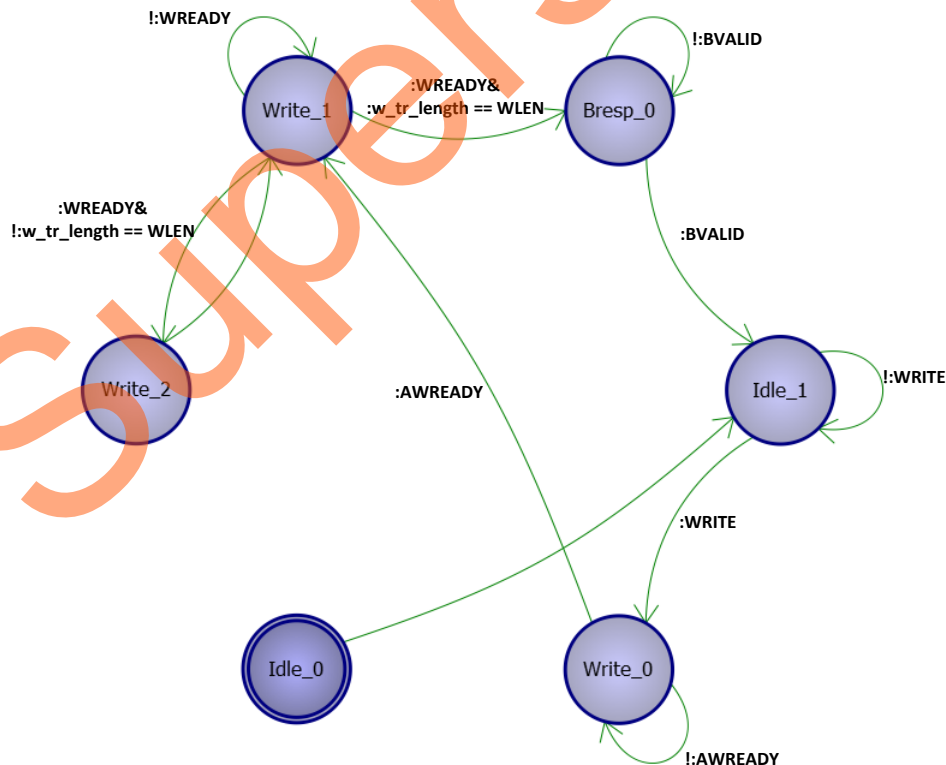 !:WREADY
!:BVALID
:WREADY&
:w_tr_length == WLEN
Write_1
Bresp_0
:WREADY&
!:w_tr_length == WLEN
:BVALID
Write_2
:AWREADY
Idle_1
!:WRITE
:WRITE
Idle_0
Write_0
!:AWREADY
Supers